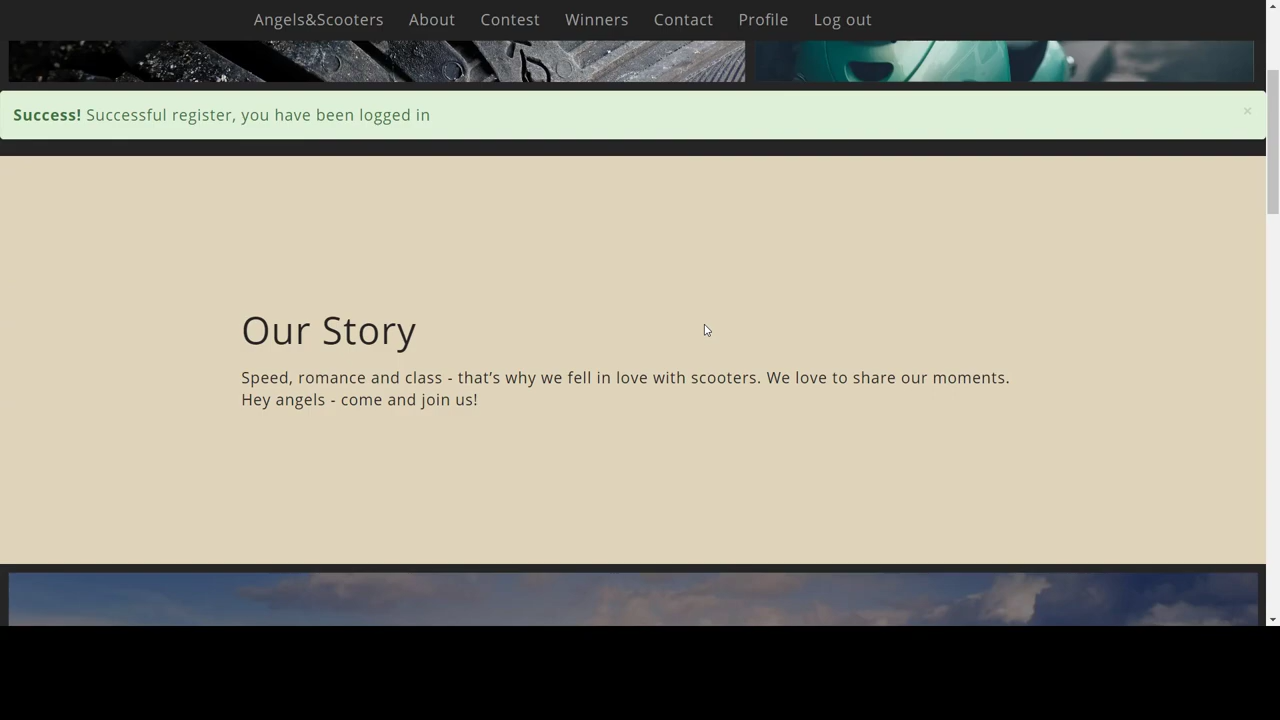 Angels&Scooters About Contest Winners Contact Profile Log out
Success! Successful register, you have been logged in ×
Our Story
Speed, romance and class - that’s why we fell in love with scooters. We love to share our moments.
Hey angels - come and join us!